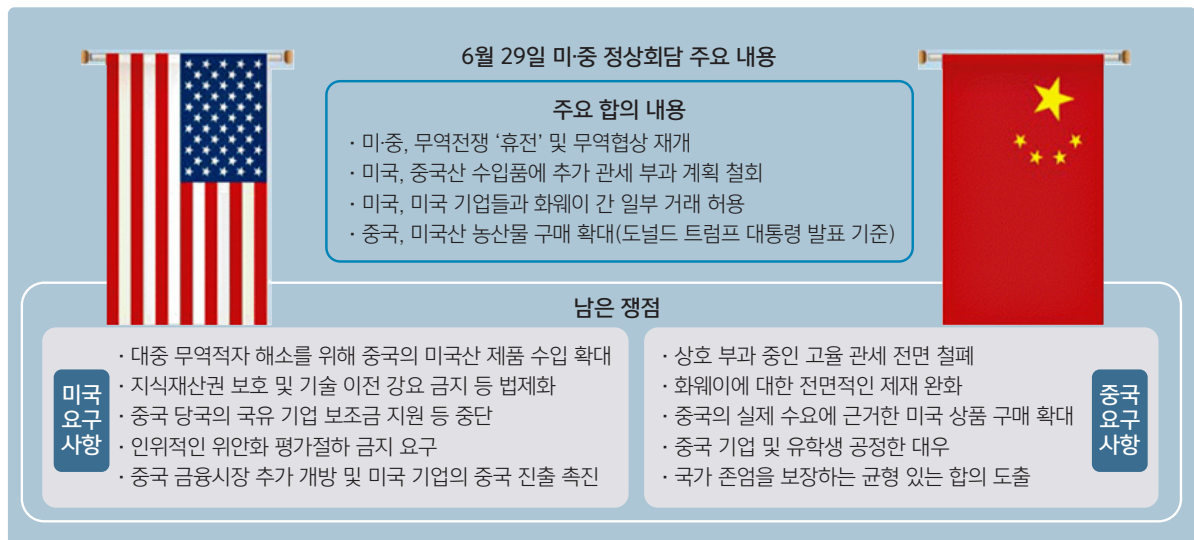 6월 29일 미·중 정상회담 주요 내용
주요 합의 내용
· 미·중, 무역전쟁 ‘휴전’ 및 무역협상 재개
· 미국, 중국산 수입품에 추가 관세 부과 계획 철회
· 미국, 미국 기업들과 화웨이 간 일부 거래 허용
· 중국, 미국산 농산물 구매 확대(도널드 트럼프 대통령 발표 기준)
남은 쟁점
미국
요구
사항
· 대중 무역적자 해소를 위해 중국의 미국산 제품 수입 확대
· 지식재산권 보호 및 기술 이전 강요 금지 등 법제화
· 중국 당국의 국유 기업 보조금 지원 등 중단
· 인위적인 위안화 평가절하 금지 요구
· 중국 금융시장 추가 개방 및 미국 기업의 중국 진출 촉진
· 상호 부과 중인 고율 관세 전면 철폐
· 화웨이에 대한 전면적인 제재 완화
· 중국의 실제 수요에 근거한 미국 상품 구매 확대
· 중국 기업 및 유학생 공정한 대우
· 국가 존엄을 보장하는 균형 있는 합의 도출
중국
요구
사항